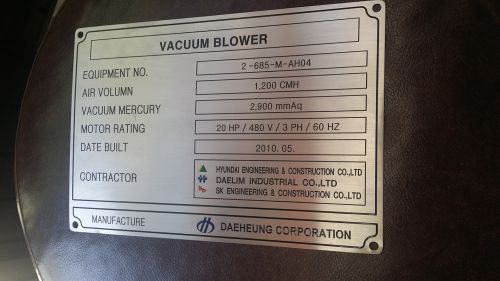 VACUUM BLOWER
EQUIPMENT NO. 2-685-M-AH04
AIR VOLUMN 1,200 CMH
VACUUM MERCURY 2,900 mmAq
MOTOR RATING 20 HP / 480 V / 3 PH / 60 HZ
DATE BUILT 2010. 05.
CONTRACTOR
HYUNDAI ENGINEERING & CONSTRUCTION CO.,LTD
DAELIM INDUSTRIAL CO.,LTD
SK ENGINEERING & CONSTRUCTION CO.,LTD
MANUFACTURE DAEHEUNG CORPORATION